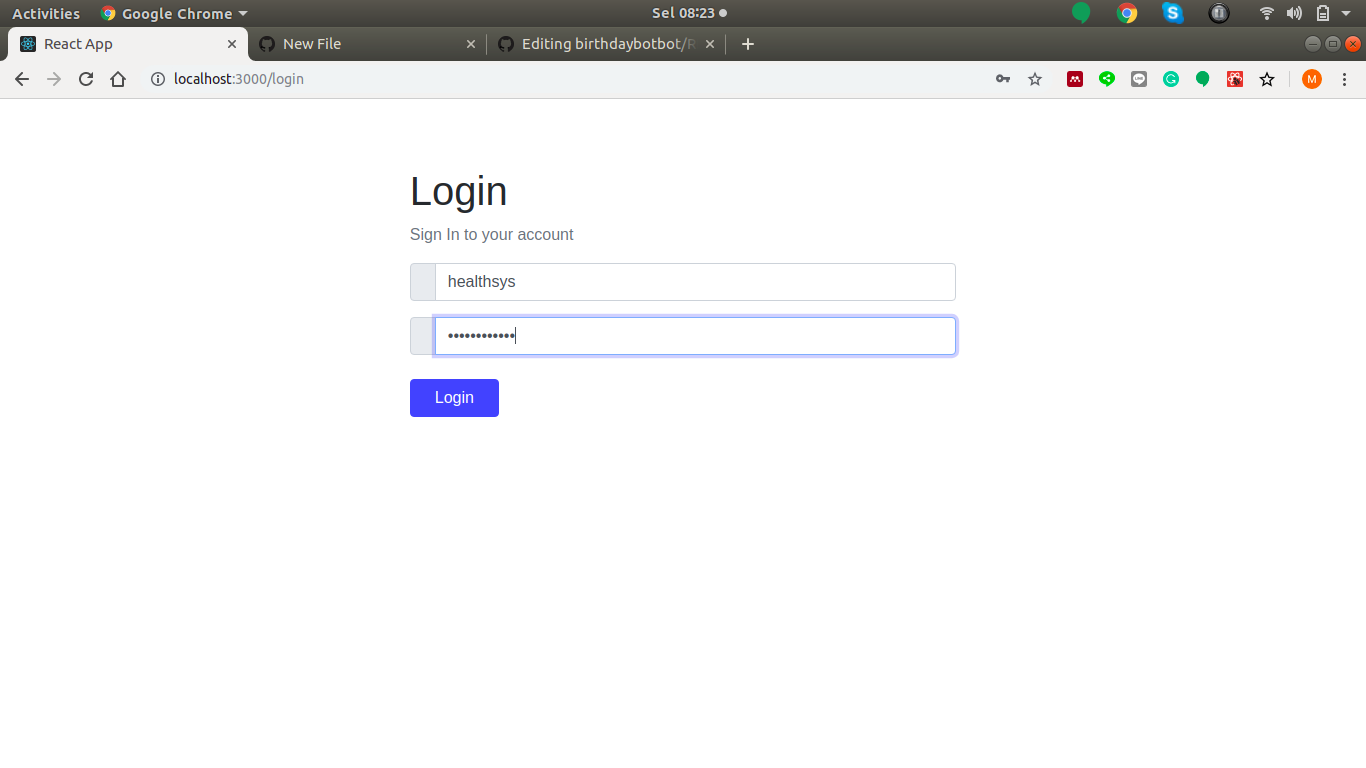 Activities Google Chrome Sel 08:23
React App New File Editing birthdaybotbot/R
localhost:3000/login M
Login
Sign In to your account
healthsys
••••••••••••
Login